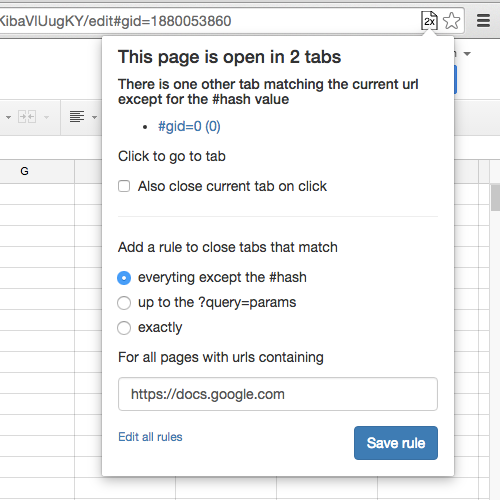 KibaVlUugKY/edit#gid=1880053860
2x
This page is open in 2 tabs
There is one other tab matching the current url
except for the #hash value
#gid=0 (0)
Click to go to tab
Also close current tab on click
G
Add a rule to close tabs that match
everyting except the #hash
up to the ?query=params
exactly
For all pages with urls containing
https://docs.google.com
Edit all rules
Save rule